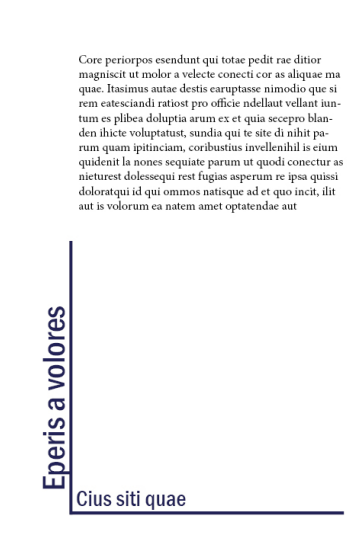 Core periorpos esendunt qui totae pedit rae ditior
magniscit ut molor a velecte conecti cor as aliquae ma
quae. Itasimus autae destis earuptasse nimodio que si
rem eatesciandi ratiost pro officie ndellaut vellant iun-
tum es plibea doluptia arum ex et quia secepro blan-
den ihicte voluptatust, sundia qui te site di nihit pa-
rum quam ipitinciam, coribustius invellenihil is eium
quidenit la nones sequiate parum ut quodi conectur as
nieturest dolessequi rest fugias asperum re ipsa quissi
doloratqui id qui ommos natisque ad et quo incit, ilit
aut is volorum ea natem amet optatendae aut
Eperis a volores
Cius siti quae